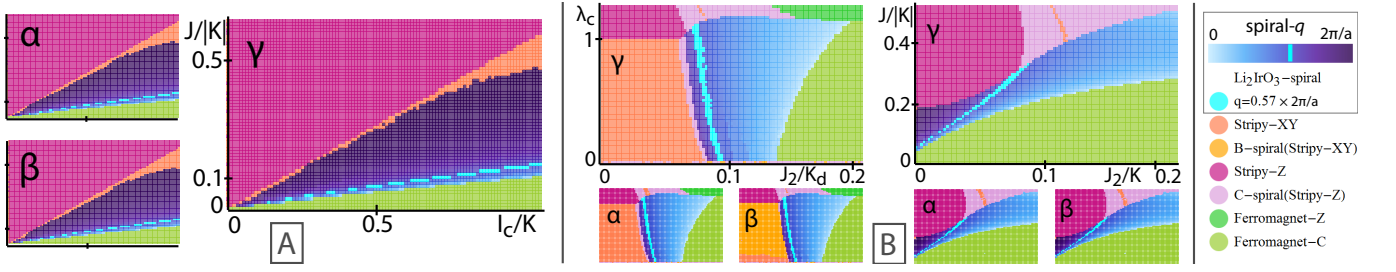 α
β
J/|K|
γ
0.5
0.1
0
0
0.5
I_c/K
A
λ_c
1
0
γ
0.1
J_2/K_d
0.2
α
β
J/|K|
γ
0.4
0.2
0
0
0.1
J_2/K
0.2
B
α
β
spiral-q
0
2π/a
Li_2IrO_3-spiral
q=0.57 × 2π/a
Stripy-XY
B-spiral(Stripy-XY)
Stripy-Z
C-spiral(Stripy-Z)
Ferromagnet-Z
Ferromagnet-C